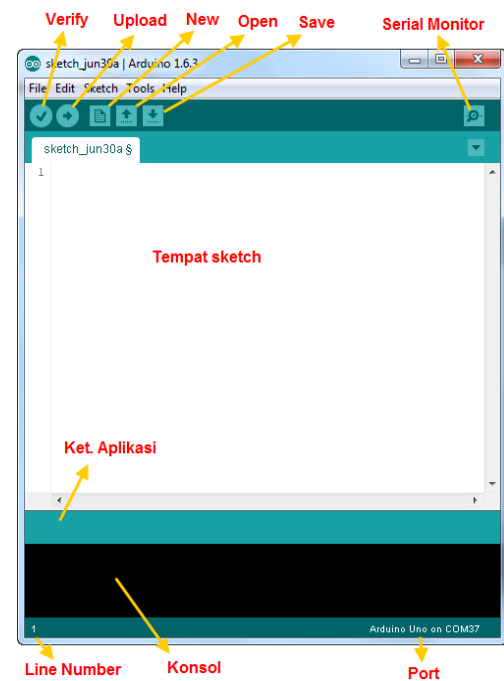 Verify Upload New Open Save Serial Monitor
sketch_jun30a | Arduino 1.6.3
File Edit Sketch Tools Help
sketch_jun30a §
1
Tempat sketch
Ket. Aplikasi
1 Arduino Uno on COM37
Line Number Konsol Port